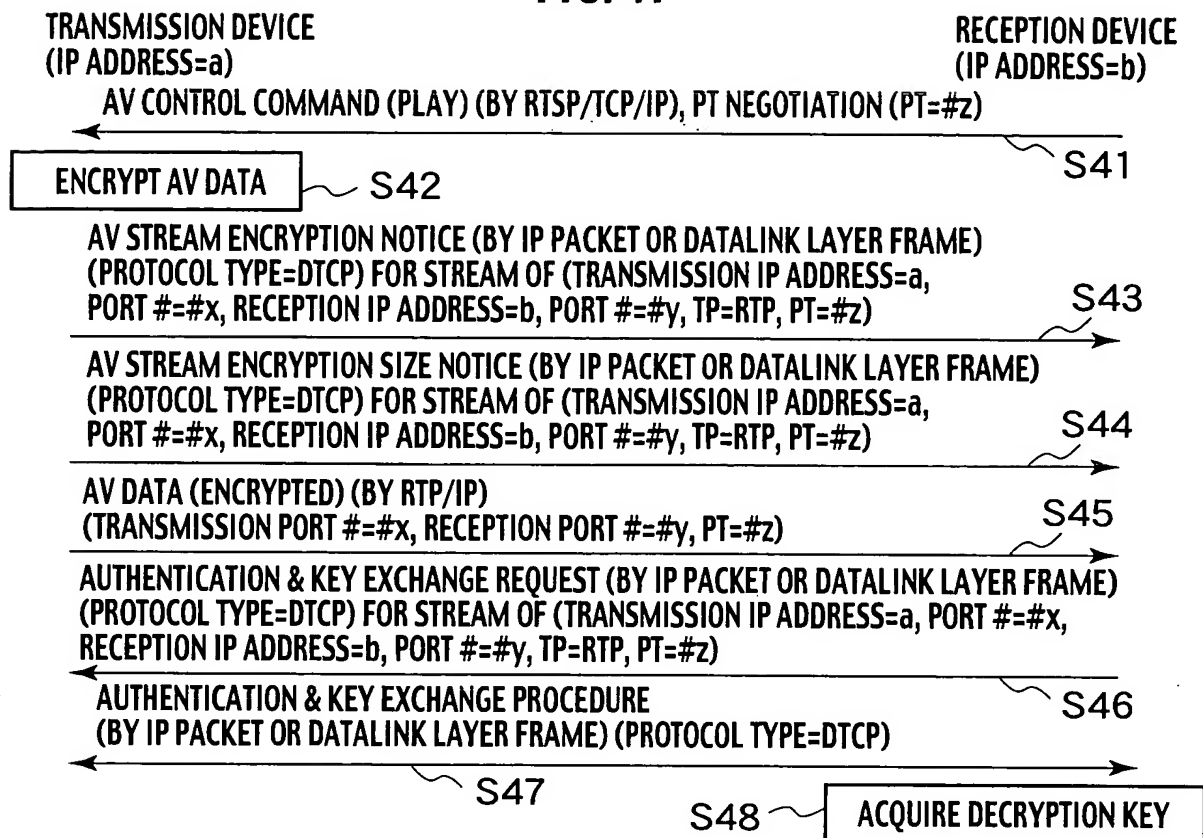 TRANSMISSION DEVICE
(IP ADDRESS=a)
RECEPTION DEVICE
(IP ADDRESS=b)
AV CONTROL COMMAND (PLAY) (BY RTSP/TCP/IP), PT NEGOTIATION (PT=#z)
S41
ENCRYPT AV DATA
S42
AV STREAM ENCRYPTION NOTICE (BY IP PACKET OR DATALINK LAYER FRAME)
(PROTOCOL TYPE=DTCP) FOR STREAM OF (TRANSMISSION IP ADDRESS=a,
PORT #=#x, RECEPTION IP ADDRESS=b, PORT #=#y, TP=RTP, PT=#z)
S43
AV STREAM ENCRYPTION SIZE NOTICE (BY IP PACKET OR DATALINK LAYER FRAME)
(PROTOCOL TYPE=DTCP) FOR STREAM OF (TRANSMISSION IP ADDRESS=a,
PORT #=#x, RECEPTION IP ADDRESS=b, PORT #=#y, TP=RTP, PT=#z)
S44
AV DATA (ENCRYPTED) (BY RTP/IP)
(TRANSMISSION PORT #=#x, RECEPTION PORT #=#y, PT=#z)
S45
AUTHENTICATION & KEY EXCHANGE REQUEST (BY IP PACKET OR DATALINK LAYER FRAME)
(PROTOCOL TYPE=DTCP) FOR STREAM OF (TRANSMISSION IP ADDRESS=a, PORT #=#x,
RECEPTION IP ADDRESS=b, PORT #=#y, TP=RTP, PT=#z)
S46
AUTHENTICATION & KEY EXCHANGE PROCEDURE
(BY IP PACKET OR DATALINK LAYER FRAME) (PROTOCOL TYPE=DTCP)
S47
S48
ACQUIRE DECRYPTION KEY